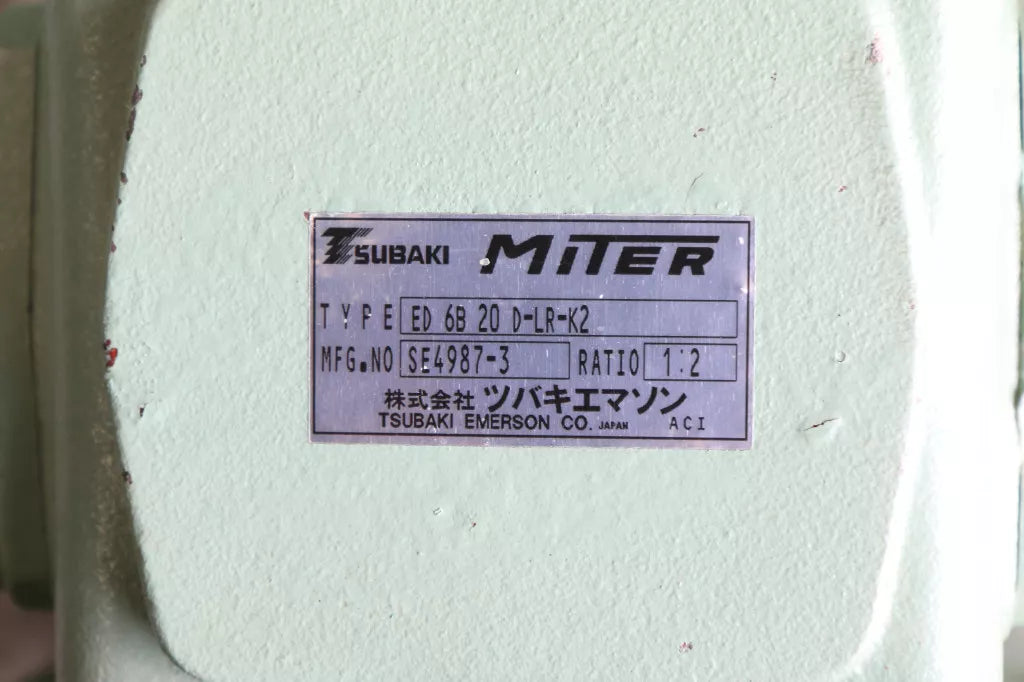 TSUBAKI MITER
TYPE ED 6B 20 D-LR-K2
MFG.NO SE4987-3 RATIO 1:2
株式会社 ツバキエマソン
TSUBAKI EMERSON CO. JAPAN ACI